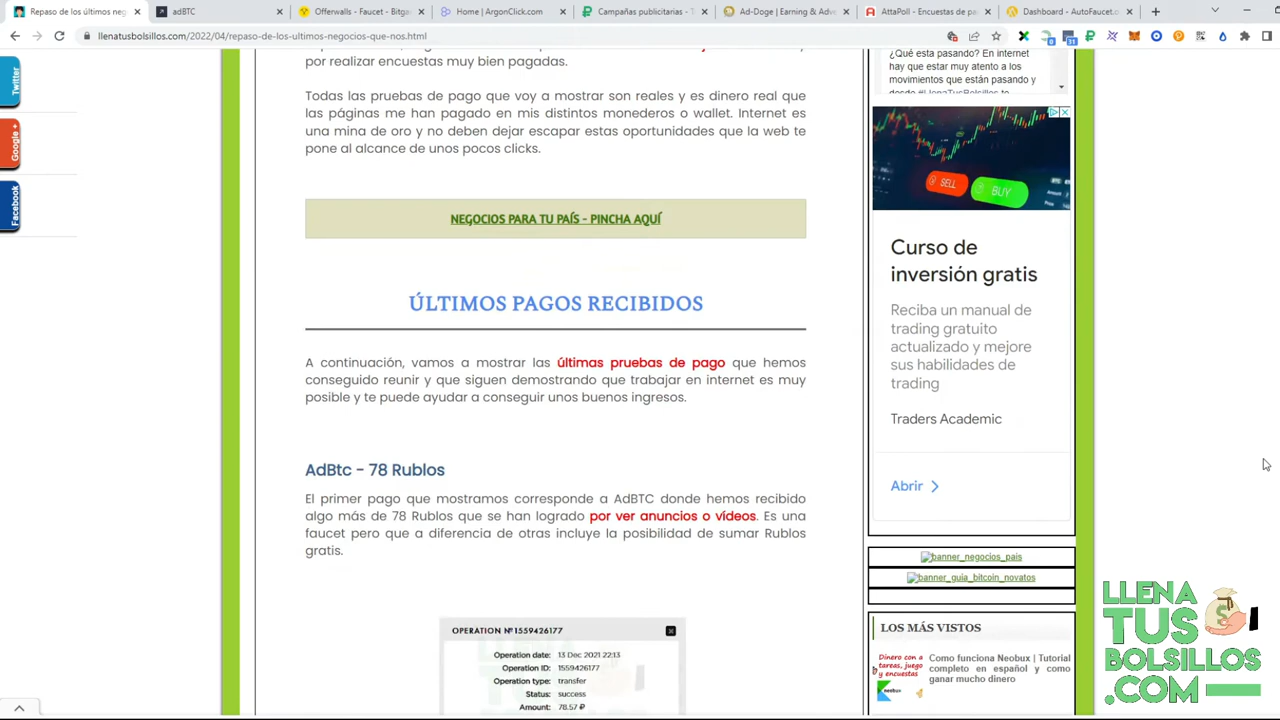 Repaso de los últimos neg
adBTC
Offerwalls - Faucet - Bitga
Home | ArgonClick.com
Campañas publicitarias - T
Ad-Doge | Earning & Adve
AttaPoll - Encuestas de pa
Dashboard - AutoFaucet.o
llenatusbolsillos.com/2022/04/repaso-de-los-ultimos-negocios-que-nos.html
Twitter
Google +
Facebook
por realizar encuestas muy bien pagadas.
Todas las pruebas de pago que voy a mostrar son reales y es dinero real que
las páginas me han pagado en mis distintos monederos o wallet. Internet es
una mina de oro y no deben dejar escapar estas oportunidades que la web te
pone al alcance de unos pocos clicks.
NEGOCIOS PARA TU PAÍS - PINCHA AQUÍ
ÚLTIMOS PAGOS RECIBIDOS
A continuación, vamos a mostrar las últimas pruebas de pago que hemos
conseguido reunir y que siguen demostrando que trabajar en internet es muy
posible y te puede ayudar a conseguir unos buenos ingresos.
AdBtc - 78 Rublos
El primer pago que mostramos corresponde a AdBTC donde hemos recibido
algo más de 78 Rublos que se han logrado por ver anuncios o vídeos. Es una
faucet pero que a diferencia de otras incluye la posibilidad de sumar Rublos
gratis.
OPERATION Nº1559426177
Operation date: 13 Dec 2021 22:13
Operation ID: 1559426177
Operation type: transfer
Status: success
Amount: 78.57 ₽
¿Qué esta pasando? En internet
hay que estar muy atento a los
movimientos que están pasando y
desde #LlenaTusBolsillos te
SELL
BUY
Curso de
inversión gratis
Reciba un manual de
trading gratuito
actualizado y mejore
sus habilidades de
trading
Traders Academic
Abrir
banner_negocios_pais
banner_guia_bitcoin_novatos
LOS MÁS VISTOS
Dinero con
tareas, juego
y encuestas
neobux
Como funciona Neobux | Tutorial
completo en español y como
ganar mucho dinero
LLENA
TUS
BOLSILLOS
.COM